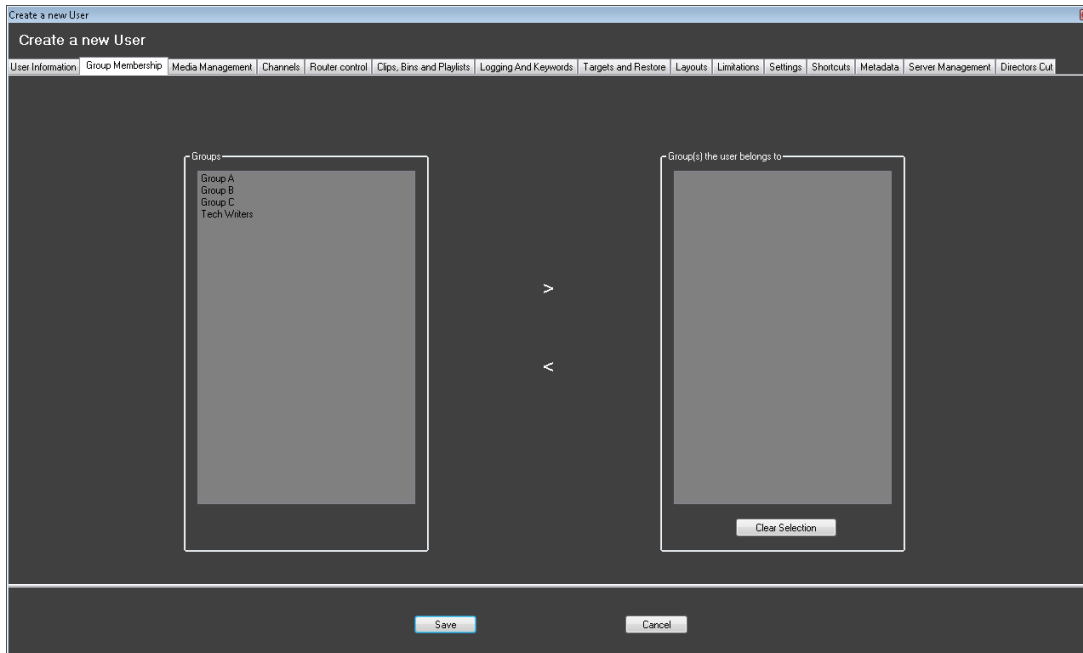 Create a new User
Create a new User
User Information Group Membership Media Management Channels Router control Clips, Bins and Playlists Logging And Keywords Targets and Restore Layouts Limitations Settings Shortcuts Metadata Server Management Directors Cut
Groups
Group A
Group B
Group C
Tech Writers
>
<
Group(s) the user belongs to
Clear Selection
Save
Cancel